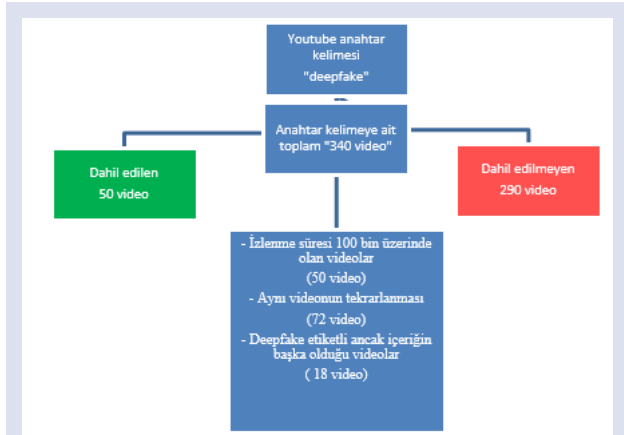 Youtube anahtar
kelimesi
"deepfake"
Anahtar kelimeye ait
toplam "340 video"
Dahil edilen
50 video
Dahil edilmeyen
290 video
- İzlenme süresi 100 bin üzerinde
olan videolar
(50 video)
- Aynı videonun tekrarlanması
(72 video)
- Deepfake etiketli ancak içeriğin
başka olduğu videolar
( 18 video)